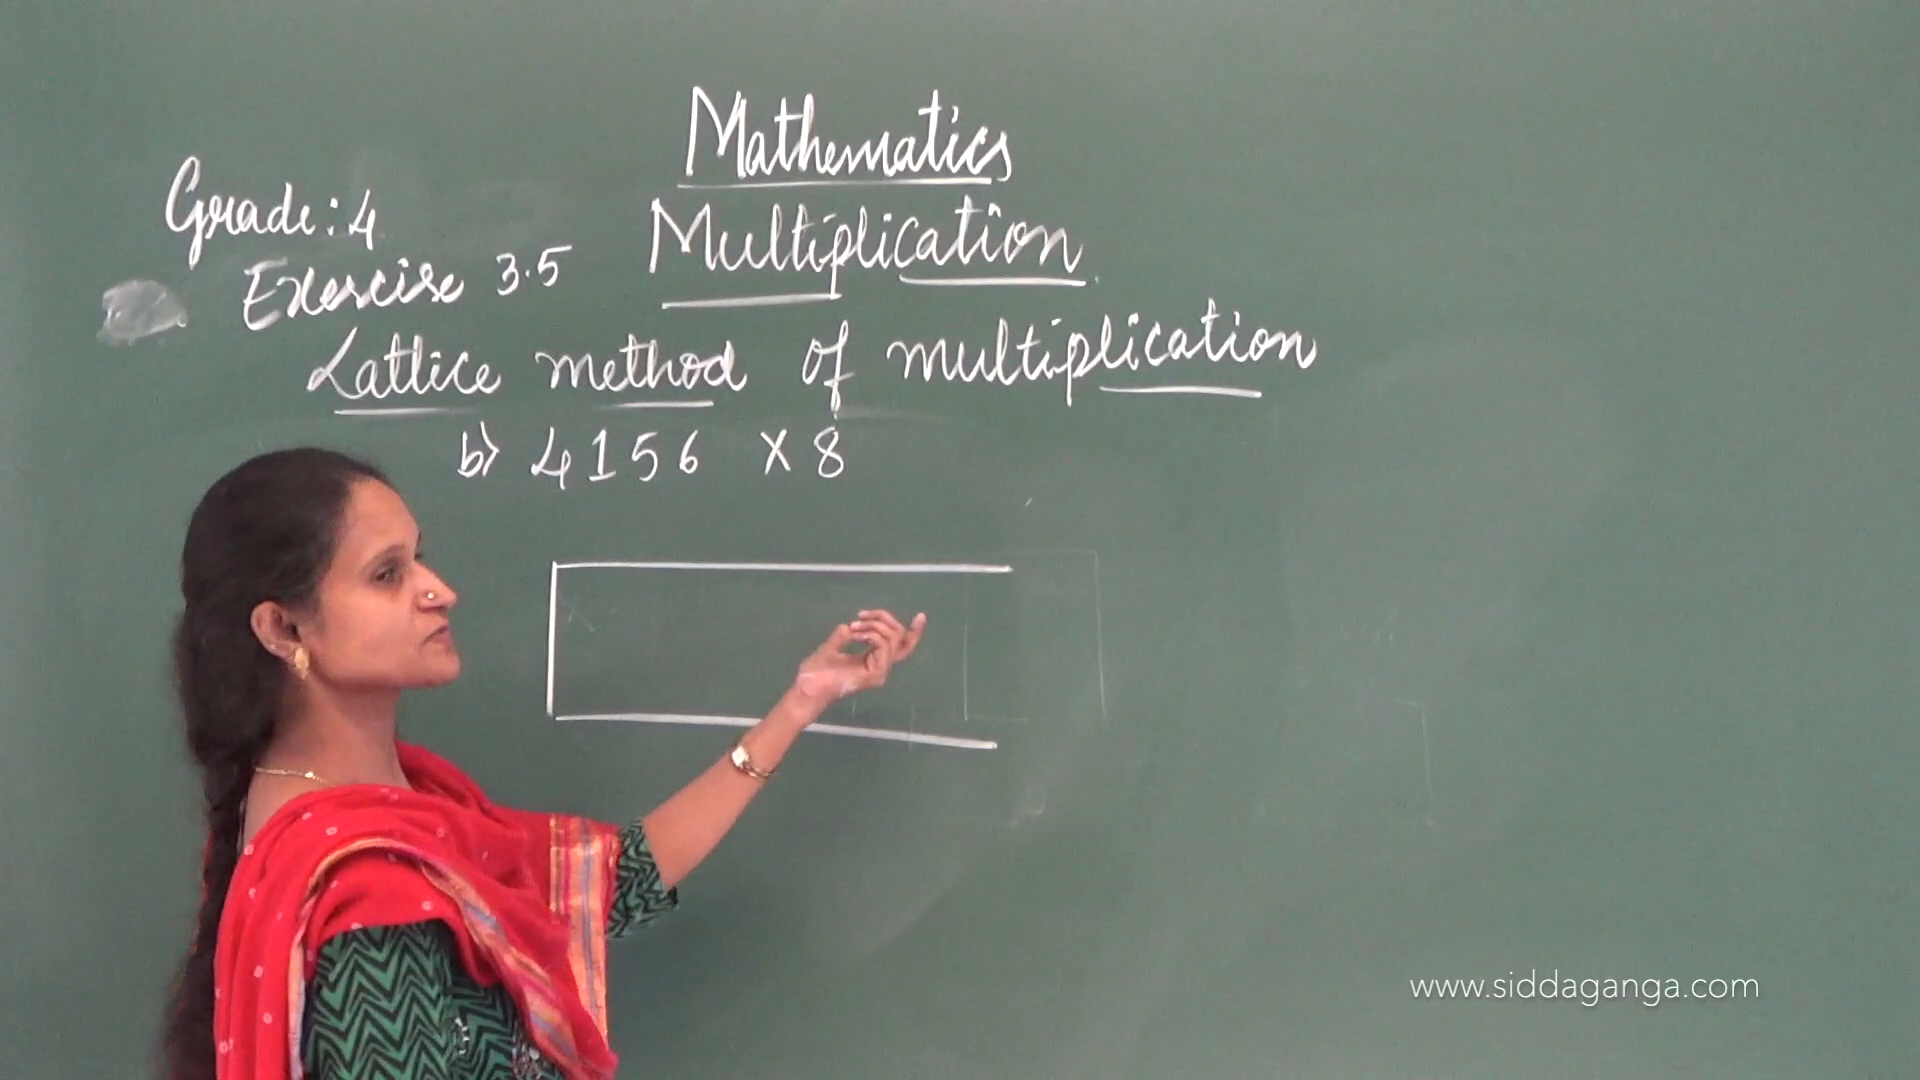 Mathematics
Grade: 4
Multiplication
Exercise 3.5
Lattice method of multiplication
b) 4156 x 8
www.siddaganga.com